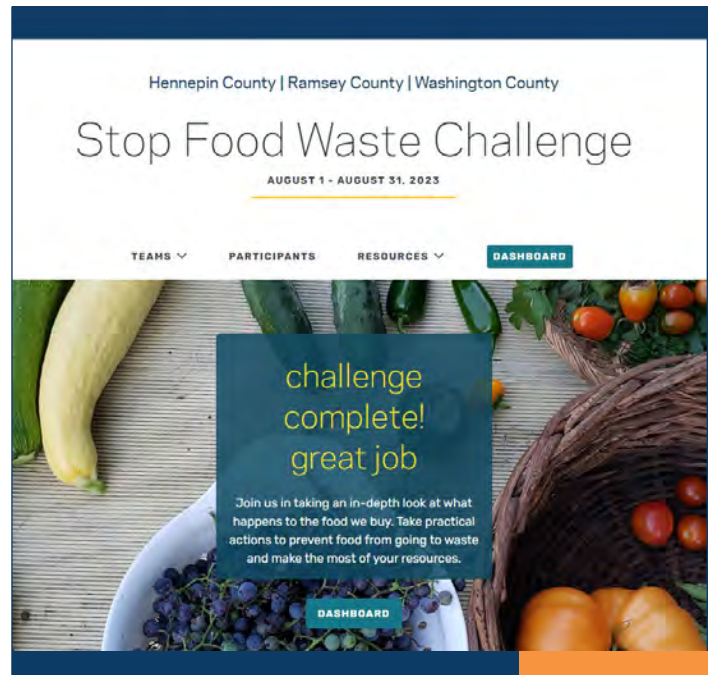 Hennepin County | Ramsey County | Washington County
Stop Food Waste Challenge
AUGUST 1 - AUGUST 31, 2023
TEAMS PARTICIPANTS RESOURCES DASHBOARD
challenge
complete!
great job
Join us in taking an in-depth look at what
happens to the food we buy. Take practical
actions to prevent food from going to waste
and make the most of your resources.
DASHBOARD